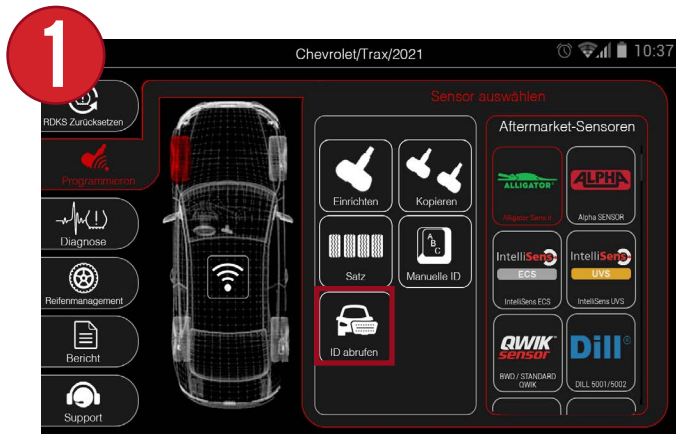 1
Chevrolet/Trax/2021
10:37
RDKS Zurücksetzen
Programmieren
Diagnose
Reifenmanagement
Bericht
Support
Sensor auswählen
Einrichten
Kopieren
Satz
A
B
C
Manuelle ID
ID abrufen
Aftermarket-Sensoren
ALLIGATOR®
Alligator Sens.it
ALPHA
Alpha SENSOR
IntelliSens
ECS
IntelliSens ECS
IntelliSens
UVS
IntelliSens UVS
QWIK
sensor
BWD / STANDARD
QWIK
Dill®
DILL 5001/5002